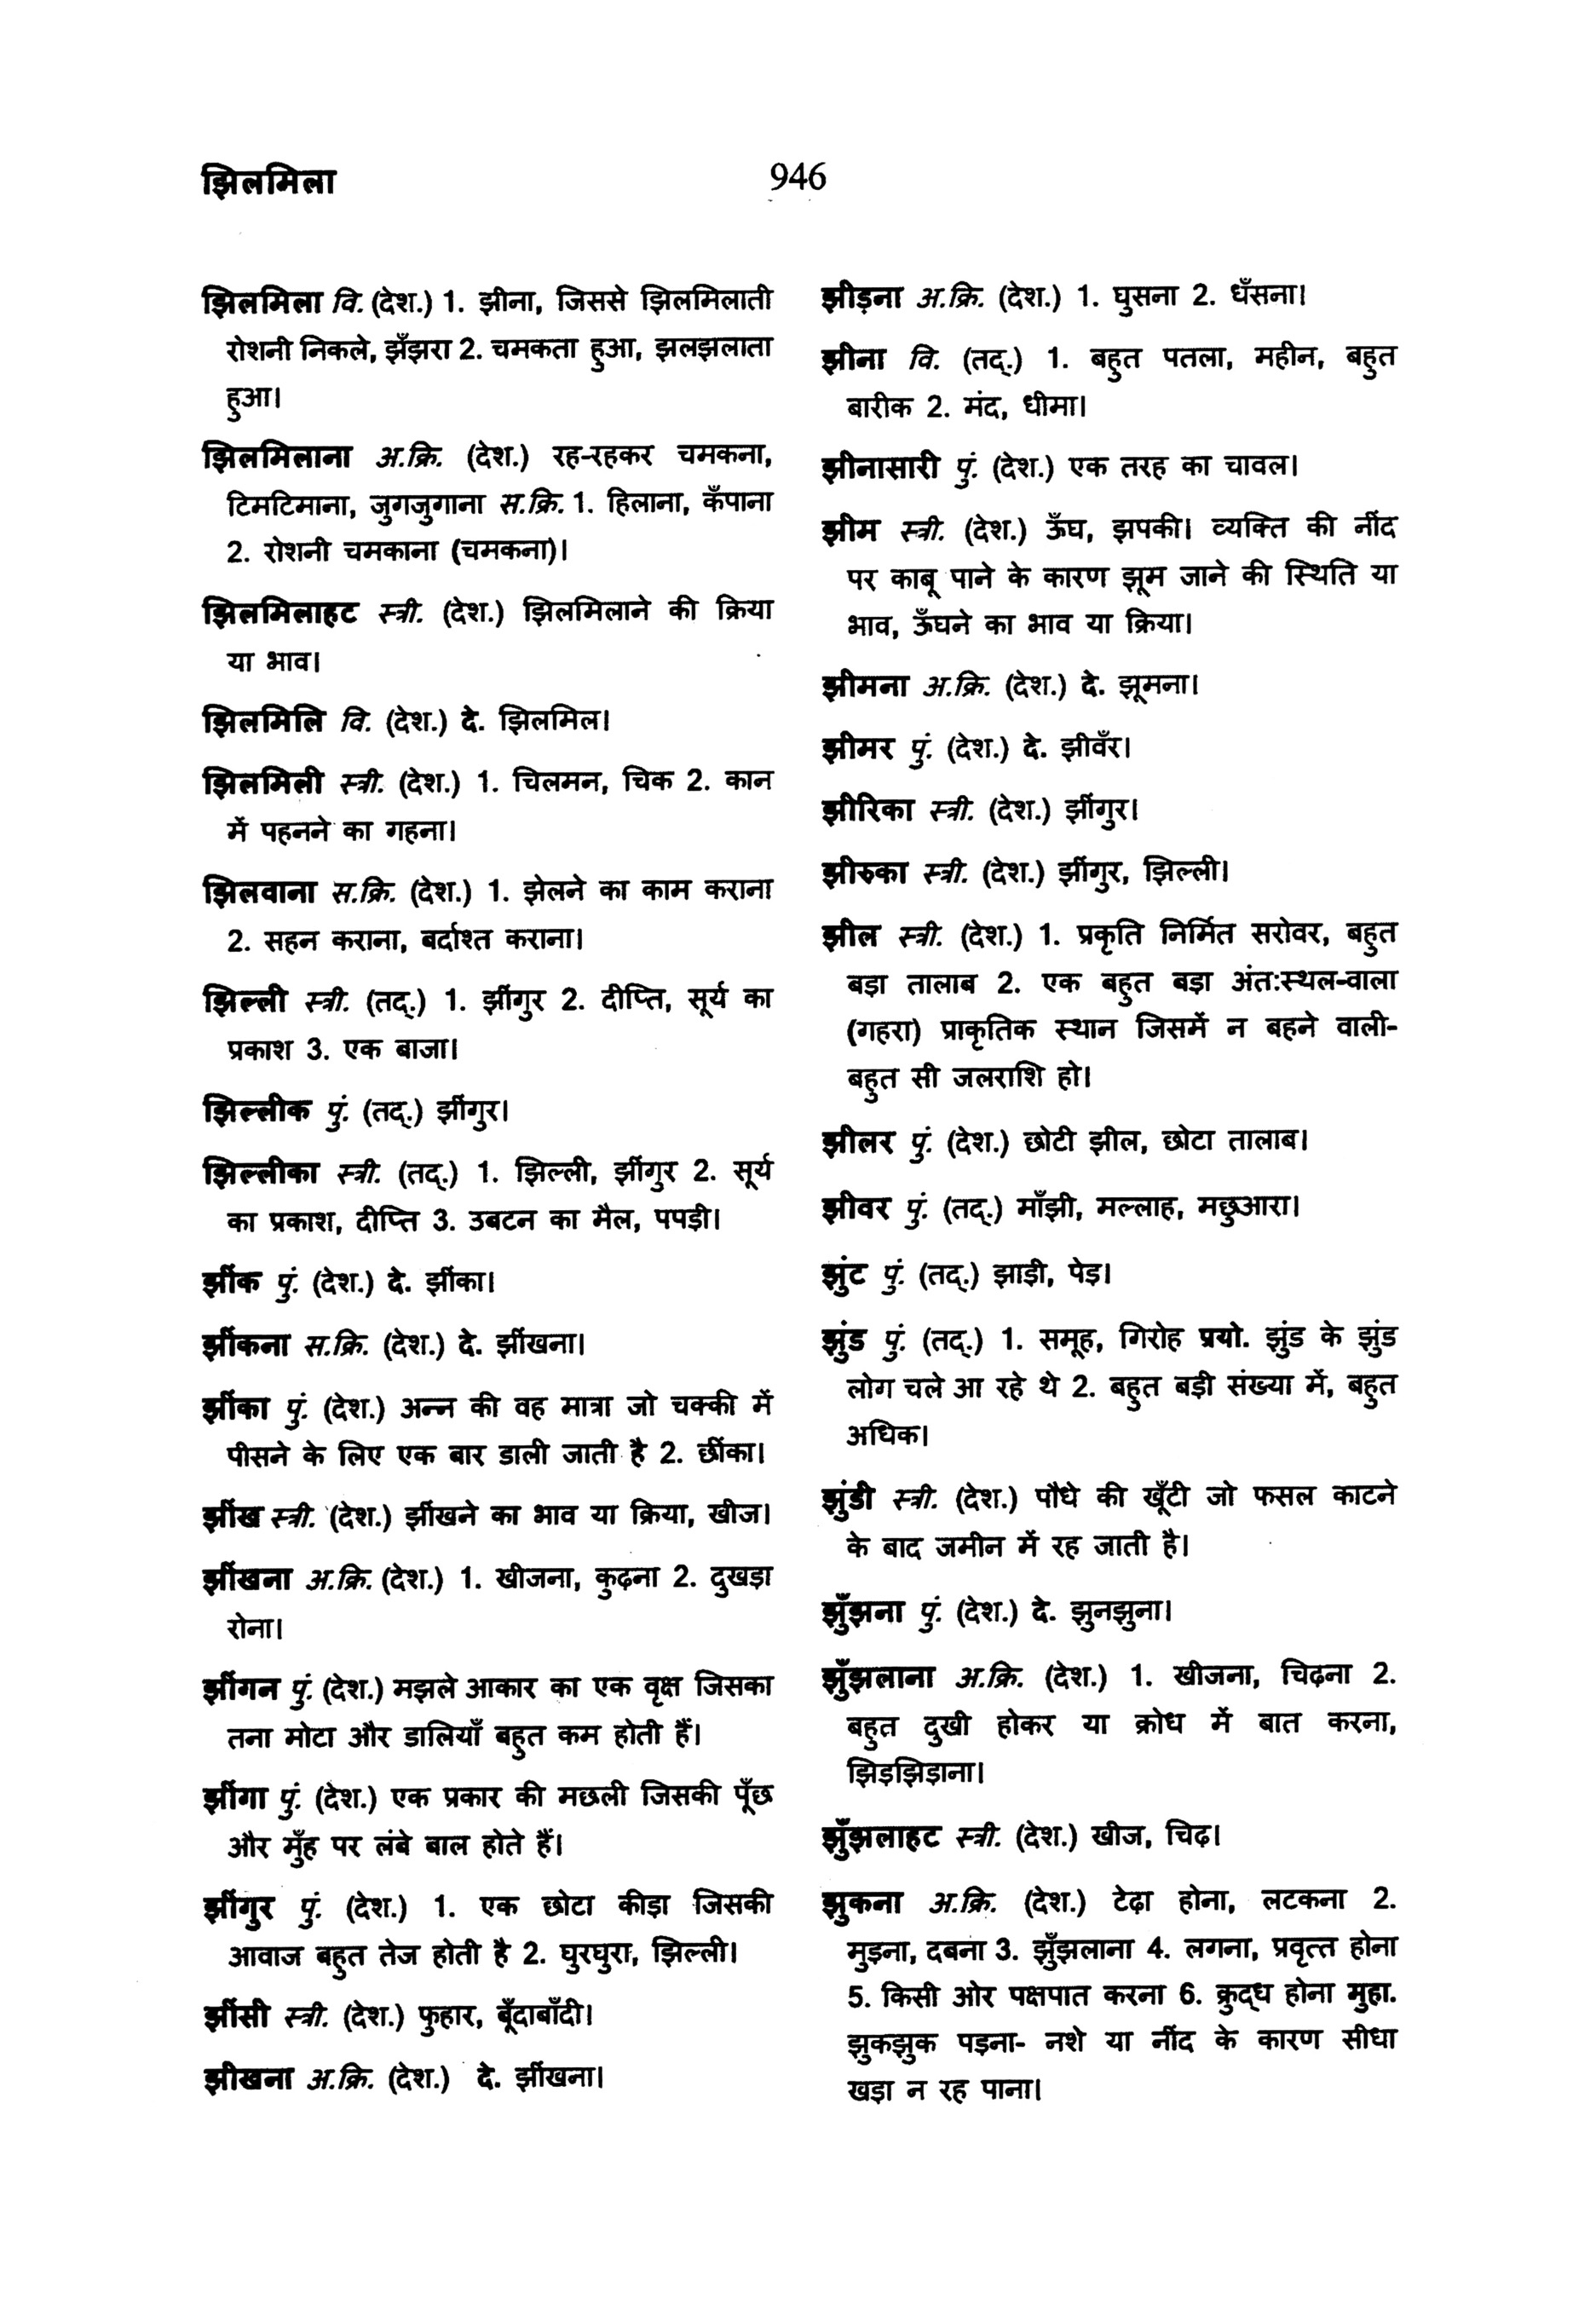 झिलमिला
946
झिलमिला वि. (देश.) 1. झीना, जिससे झिलमिलाती
रोशनी निकले, झँझरा 2. चमकता हुआ, झलझलाता
हुआ।
झिलमिलाना अ.क्रि. (देश.) रह-रहकर चमकना,
टिमटिमाना, जुगजुगाना स.क्रि. 1. हिलाना, कँपाना
2. रोशनी चमकाना (चमकना)।
झिलमिलाहट स्त्री. (देश.) झिलमिलाने की क्रिया
या भाव।
झिलमिलि वि. (देश.) दे. झिलमिल।
झिलमिली स्त्री. (देश.) 1. चिलमन, चिक 2. कान
में पहनने का गहना।
झिलवाना स.क्रि. (देश.) 1. झेलने का काम कराना
2. सहन कराना, बर्दाश्त कराना।
झिल्ली स्त्री. (तद्.) 1. झींगुर 2. दीप्ति, सूर्य का
प्रकाश 3. एक बाजा।
झिल्लीक पुं. (तद्.) झींगुर।
झिल्लीका स्त्री. (तद्.) 1. झिल्ली, झींगुर 2. सूर्य
का प्रकाश, दीप्ति 3. उबटन का मैल, पपड़ी।
झींक पुं. (देश.) दे. झींका।
झींकना स.क्रि. (देश.) दे. झींखना।
झींका पुं. (देश.) अन्न की वह मात्रा जो चक्की में
पीसने के लिए एक बार डाली जाती है 2. छींका।
झींख स्त्री. (देश.) झींखने का भाव या क्रिया, खीज।
झींखना अ.क्रि. (देश.) 1. खीजना, कुढ़ना 2. दुखड़ा
रोना।
झींगन पुं. (देश.) मझले आकार का एक वृक्ष जिसका
तना मोटा और डालियाँ बहुत कम होती हैं।
झींगा पुं. (देश.) एक प्रकार की मछली जिसकी पूँछ
और मुँह पर लंबे बाल होते हैं।
झींगुर पुं. (देश.) 1. एक छोटा कीड़ा जिसकी
आवाज बहुत तेज होती है 2. घुरघुरा, झिल्ली।
झींसी स्त्री. (देश.) फुहार, बूँदाबाँदी।
झीखना अ.क्रि. (देश.) दे. झींखना।
झीड़ना अ.क्रि. (देश.) 1. घुसना 2. धँसना।
झीना वि. (तद्.) 1. बहुत पतला, महीन, बहुत
बारीक 2. मंद, धीमा।
झीनासारी पुं. (देश.) एक तरह का चावल।
झीम स्त्री. (देश.) ऊँघ, झपकी। व्यक्ति की नींद
पर काबू पाने के कारण झूम जाने की स्थिति या
भाव, ऊँघने का भाव या क्रिया।
झीमना अ.क्रि. (देश.) दे. झूमना।
झीमर पुं. (देश.) दे. झीवँर।
झीरिका स्त्री. (देश.) झींगुर।
झीरुका स्त्री. (देश.) झींगुर, झिल्ली।
झील स्त्री. (देश.) 1. प्रकृति निर्मित सरोवर, बहुत
बड़ा तालाब 2. एक बहुत बड़ा अंत:स्थल-वाला
(गहरा) प्राकृतिक स्थान जिसमें न बहने वाली-
बहुत सी जलराशि हो।
झीलर पुं. (देश.) छोटी झील, छोटा तालाब।
झीवर पुं. (तद्.) माँझी, मल्लाह, मछुआरा।
झुंट पुं. (तद्.) झाड़ी, पेड़।
झुंड पुं. (तद्.) 1. समूह, गिरोह प्रयो. झुंड के झुंड
लोग चले आ रहे थे 2. बहुत बड़ी संख्या में, बहुत
अधिक।
झुंडी स्त्री. (देश.) पौधे की खूँटी जो फसल काटने
के बाद जमीन में रह जाती है।
झुँझना पुं. (देश.) दे. झुनझुना।
झुँझलाना अ.क्रि. (देश.) 1. खीजना, चिढ़ना 2.
बहुत दुखी होकर या क्रोध में बात करना,
झिड़झिड़ाना।
झुँझलाहट स्त्री. (देश.) खीज, चिढ़।
झुकना अ.क्रि. (देश.) टेढ़ा होना, लटकना 2.
मुड़ना, दबना 3. झुँझलाना 4. लगना, प्रवृत्त होना
5. किसी ओर पक्षपात करना 6. क्रुद्ध होना मुहा.
झुकझुक पड़ना- नशे या नींद के कारण सीधा
खड़ा न रह पाना।